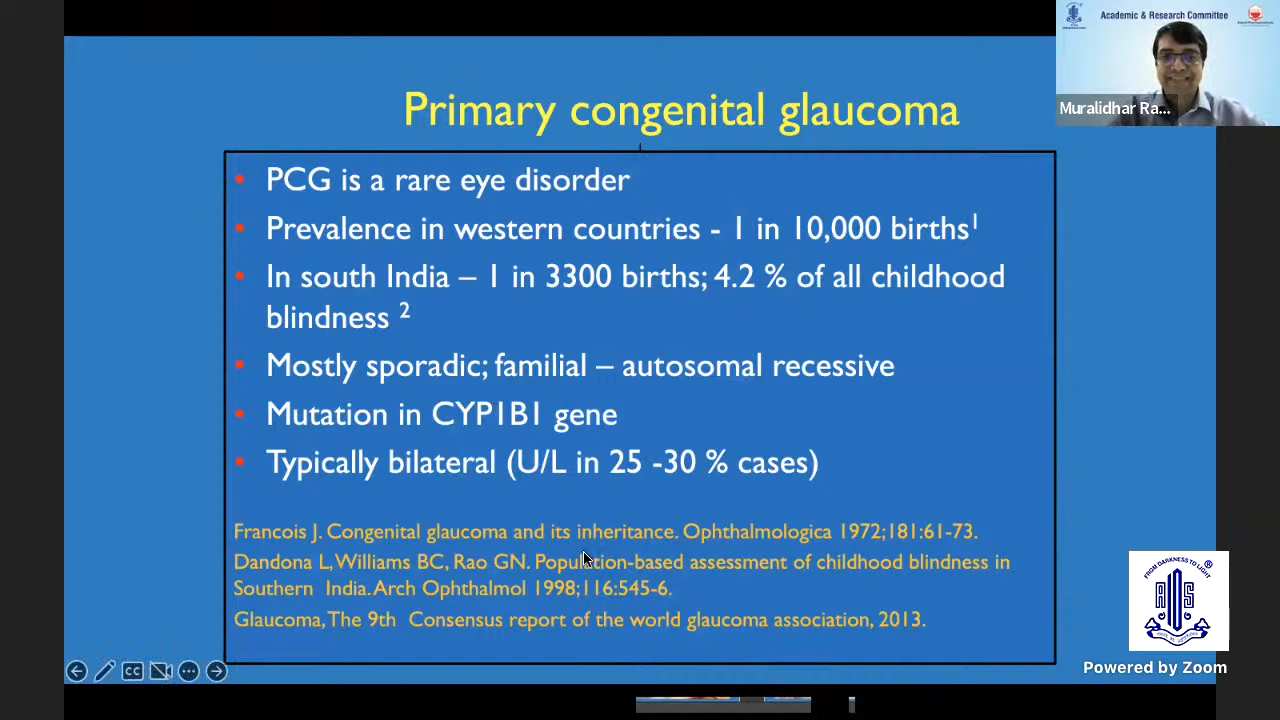 Academic & Research Committee
Muralidhar Ra...
Primary congenital glaucoma
• PCG is a rare eye disorder
• Prevalence in western countries - 1 in 10,000 births1
• In south India – 1 in 3300 births; 4.2 % of all childhood
blindness 2
• Mostly sporadic; familial – autosomal recessive
• Mutation in CYP1B1 gene
• Typically bilateral (U/L in 25 -30 % cases)
Francois J. Congenital glaucoma and its inheritance. Ophthalmologica 1972;181:61-73.
Dandona L, Williams BC, Rao GN. Population-based assessment of childhood blindness in
Southern India. Arch Ophthalmol 1998;116:545-6.
Glaucoma, The 9th Consensus report of the world glaucoma association, 2013.
FROM DARKNESS TO LIGHT
®
CC
Powered by Zoom